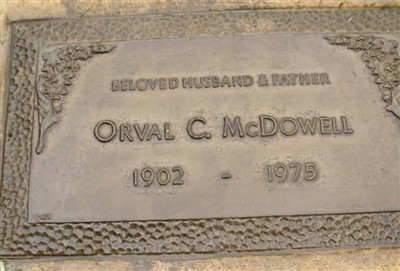 BELOVED HUSBAND & FATHER
ORVAL C. MCDOWELL
1902 - 1975